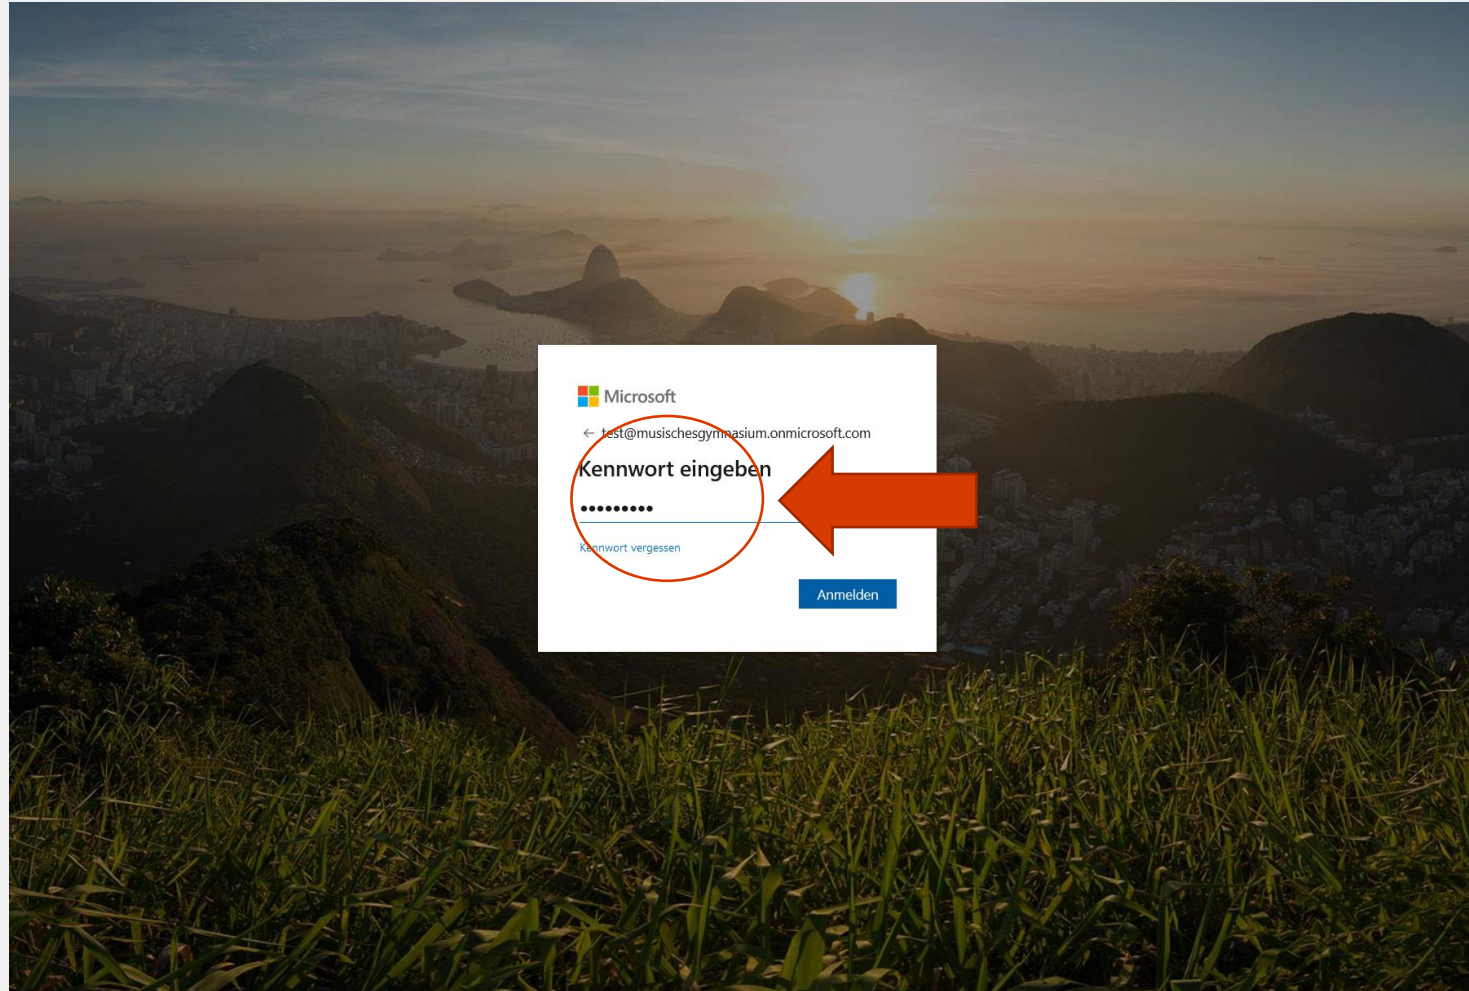 Microsoft
← test@musischesgymnasium.onmicrosoft.com
Kennwort eingeben
•••••••••
Kennwort vergessen
Anmelden